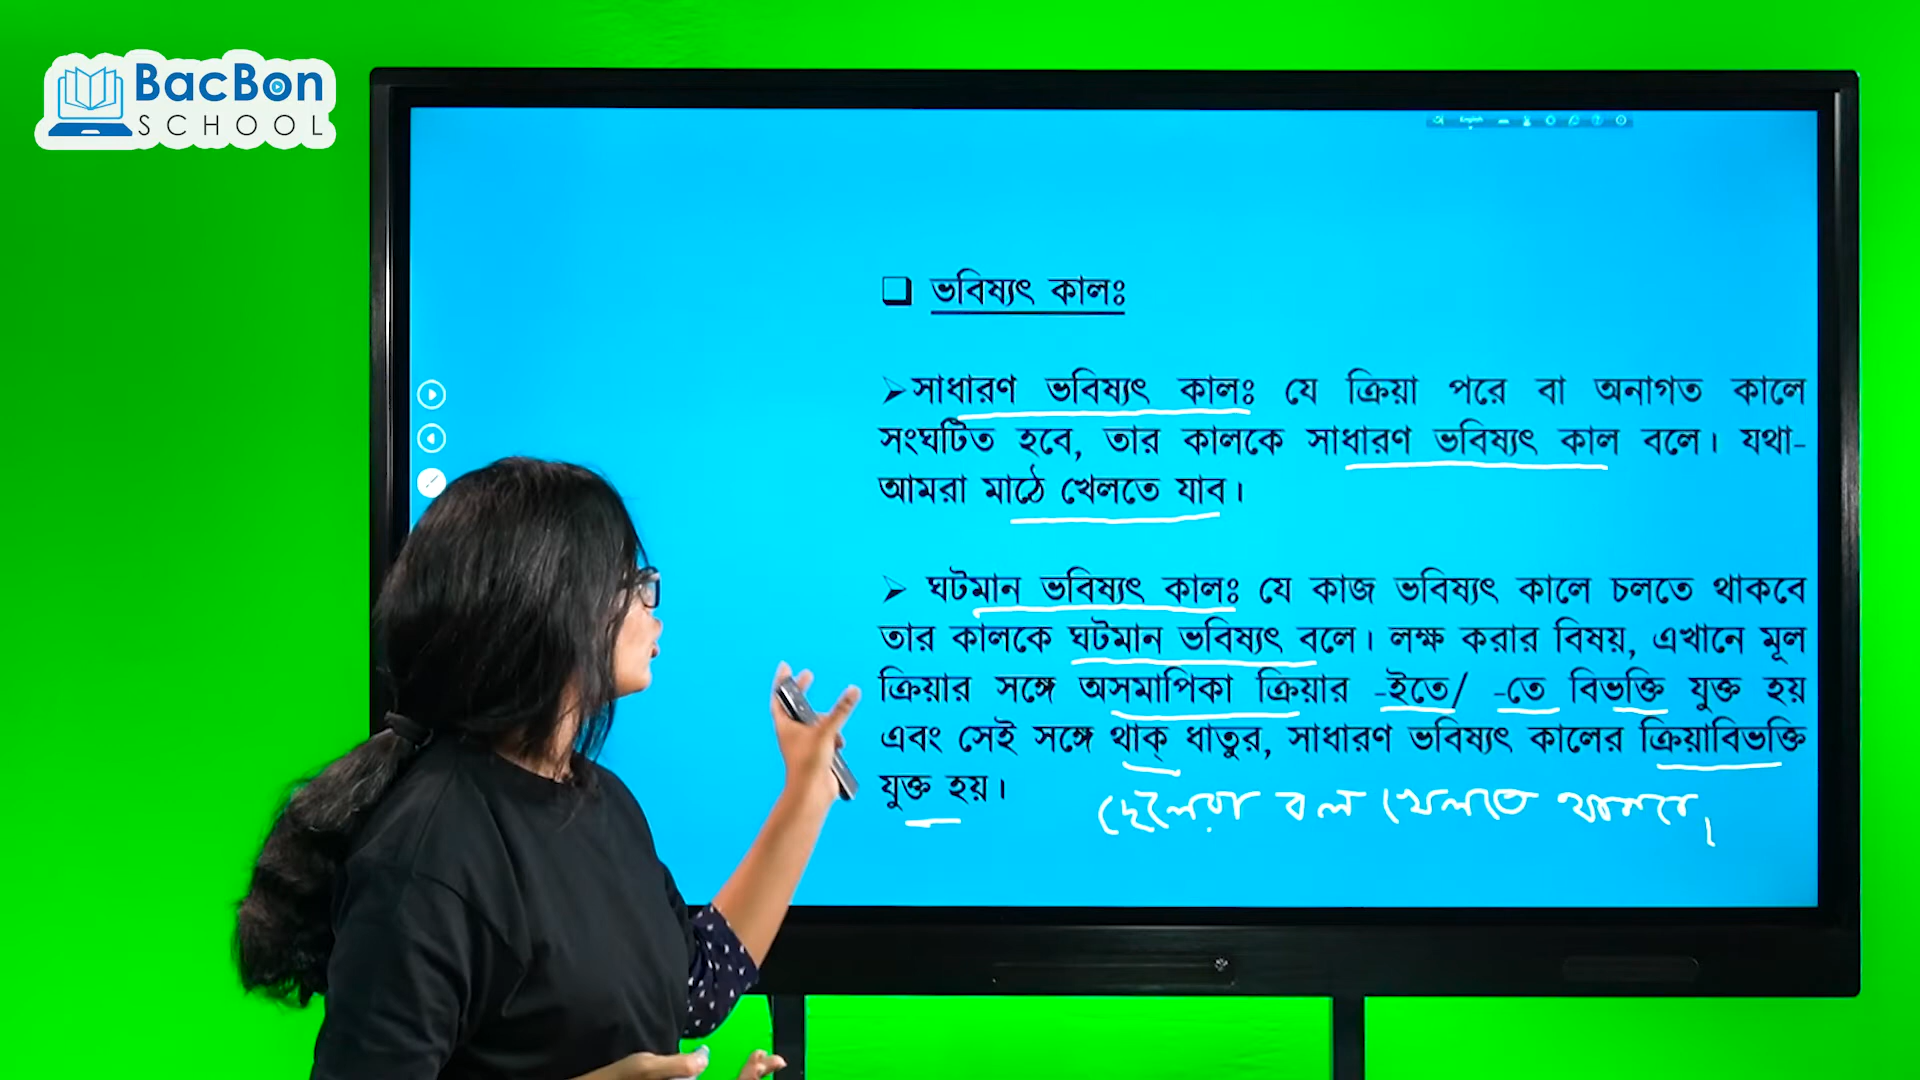 BacBon
SCHOOL
English
ভবিষ্যৎ কালঃ
➢সাধারণ ভবিষ্যৎ কালঃ যে ক্রিয়া পরে বা অনাগত কালে
সংঘটিত হবে, তার কালকে সাধারণ ভবিষ্যৎ কাল বলে। যথা-
আমরা মাঠে খেলতে যাব।
➢ ঘটমান ভবিষ্যৎ কালঃ যে কাজ ভবিষ্যৎ কালে চলতে থাকবে
তার কালকে ঘটমান ভবিষ্যৎ বলে। লক্ষ করার বিষয়, এখানে মূল
ক্রিয়ার সঙ্গে অসমাপিকা ক্রিয়ার -ইতে/ -তে বিভক্তি যুক্ত হয়
এবং সেই সঙ্গে থাক্ ধাতুর, সাধারণ ভবিষ্যৎ কালের ক্রিয়াবিভক্তি
যুক্ত হয়।
ছেলেরা বল খেলতে থাকবে।